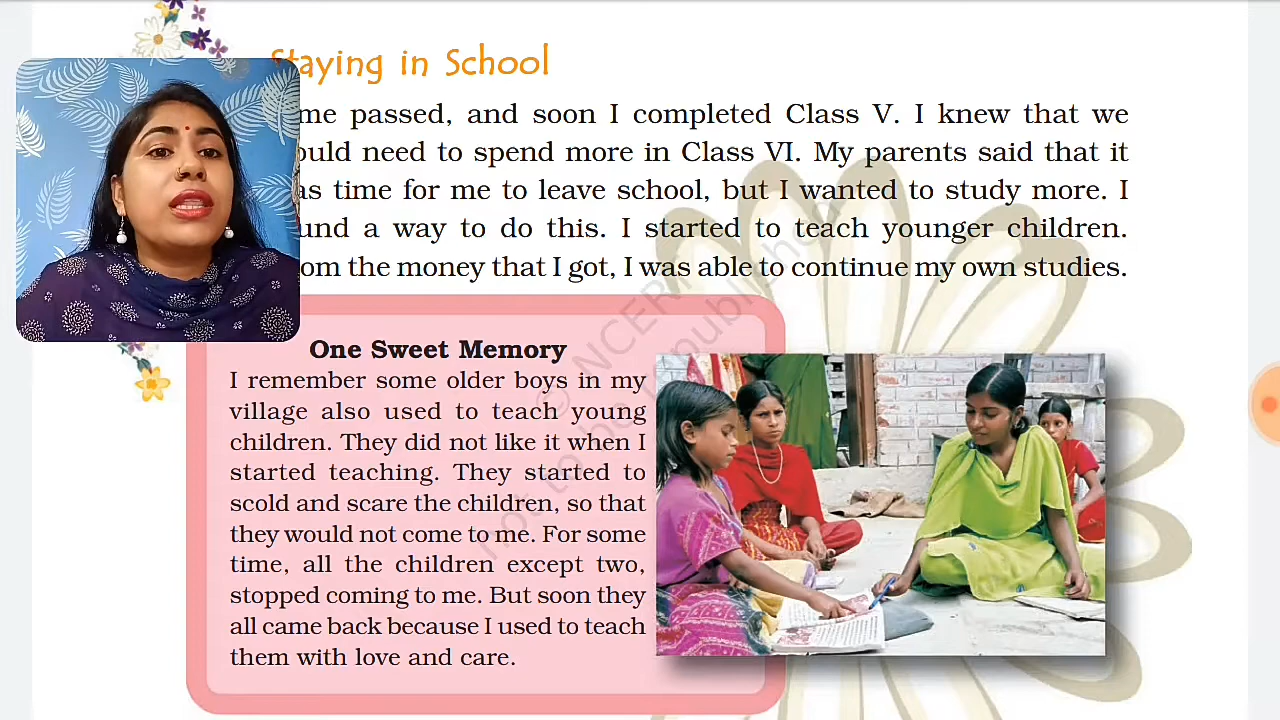 Staying in School
me passed, and soon I completed Class V. I knew that we
ould need to spend more in Class VI. My parents said that it
as time for me to leave school, but I wanted to study more. I
und a way to do this. I started to teach younger children.
om the money that I got, I was able to continue my own studies.
One Sweet Memory
I remember some older boys in my
village also used to teach young
children. They did not like it when I
started teaching. They started to
scold and scare the children, so that
they would not come to me. For some
time, all the children except two,
stopped coming to me. But soon they
all came back because I used to teach
them with love and care.
© NCERT
not to be republished